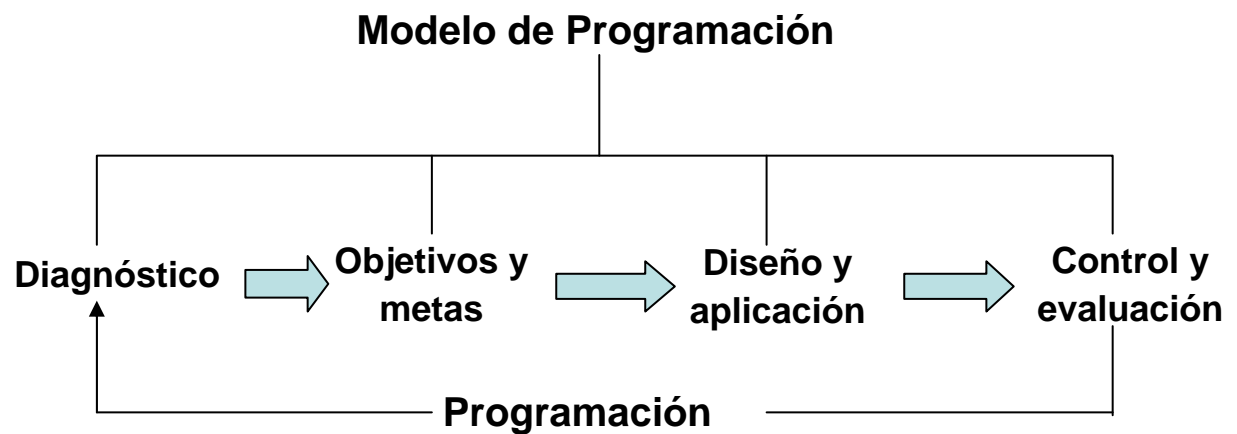 Modelo de Programación
Diagnóstico
Objetivos y
metas
Diseño y
aplicación
Control y
evaluación
Programación